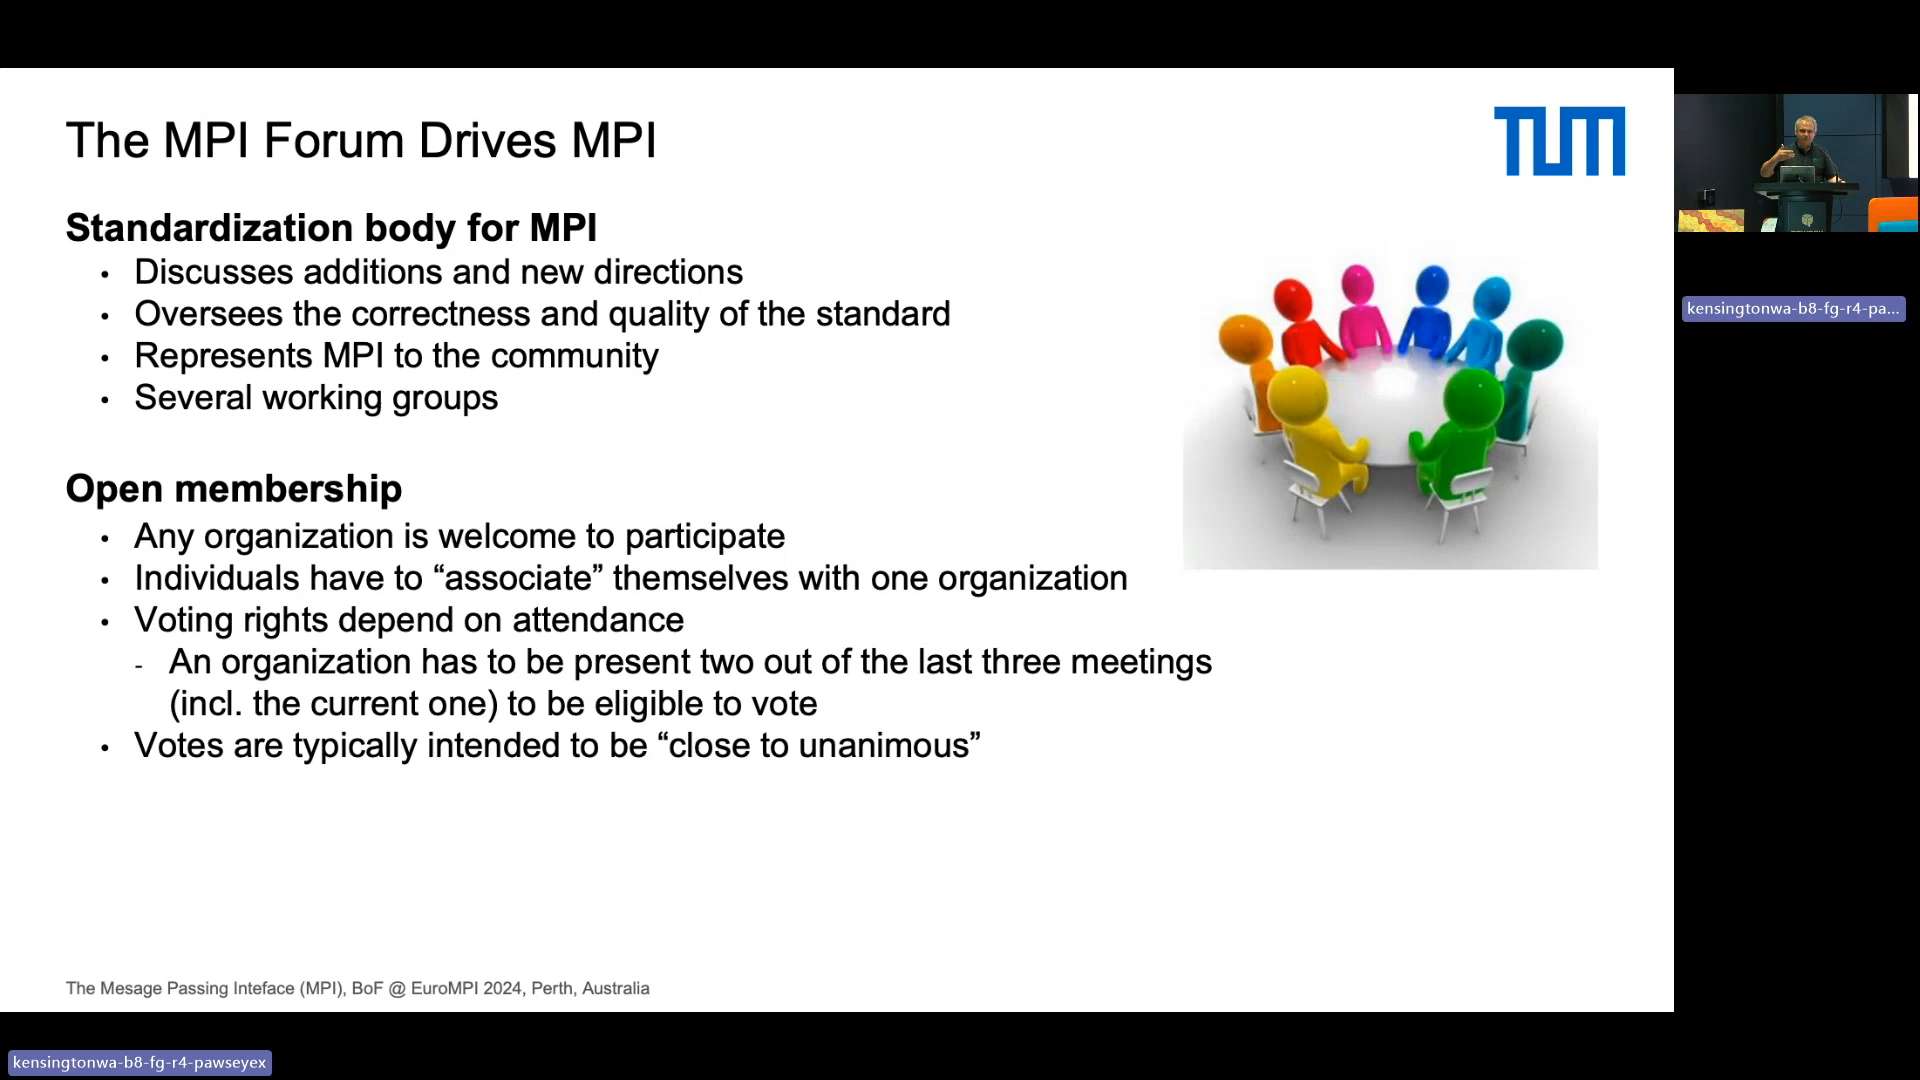 The MPI Forum Drives MPI
TUM
Standardization body for MPI
• Discusses additions and new directions
• Oversees the correctness and quality of the standard
• Represents MPI to the community
• Several working groups
Open membership
• Any organization is welcome to participate
• Individuals have to “associate” themselves with one organization
• Voting rights depend on attendance
- An organization has to be present two out of the last three meetings
(incl. the current one) to be eligible to vote
• Votes are typically intended to be “close to unanimous”
The Mesage Passing Inteface (MPI), BoF @ EuroMPI 2024, Perth, Australia
kensingtonwa-b8-fg-r4-pa...
kensingtonwa-b8-fg-r4-pawseyex